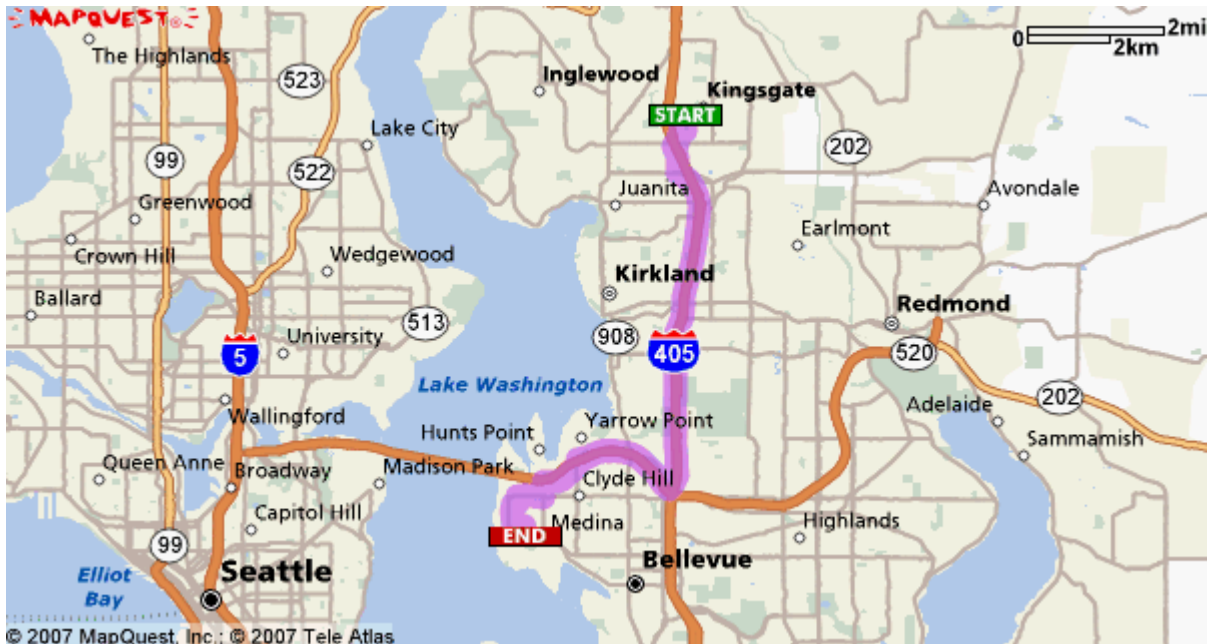 MAPQUEST®
The Highlands
523
Inglewood
Kingsgate
START
0
2mi
2km
Lake City
99
522
202
Juanita
Avondale
Greenwood
Crown Hill
Wedgewood
Earlmont
Ballard
Kirkland
Redmond
University
513
908
5
405
520
Lake Washington
Wallingford
Hunts Point
Yarrow Point
Adelaide
202
Sammamish
Queen Anne
Broadway
Madison Park
Clyde Hill
Capitol Hill
Medina
Highlands
99
END
Seattle
Bellevue
Elliot
Bay
© 2007 MapQuest, Inc.; © 2007 Tele Atlas